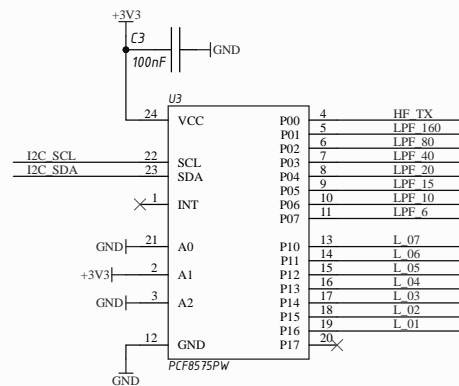 +3V3
C3
100nF
GND
U3
24 VCC P00 4 HF_TX
P01 5 LPF_160
P02 6 LPF_80
I2C_SCL 22 SCL P03 7 LPF_40
I2C_SDA 23 SDA P04 8 LPF_20
P05 9 LPF_15
1 INT P06 10 LPF_10
P07 11 LPF_6
GND 21 A0 P10 13 L_07
P11 14 L_06
+3V3 2 A1 P12 15 L_05
P13 16 L_04
GND 3 A2 P14 17 L_03
P15 18 L_02
P16 19 L_01
12 GND P17 20
PCF8575PW
GND